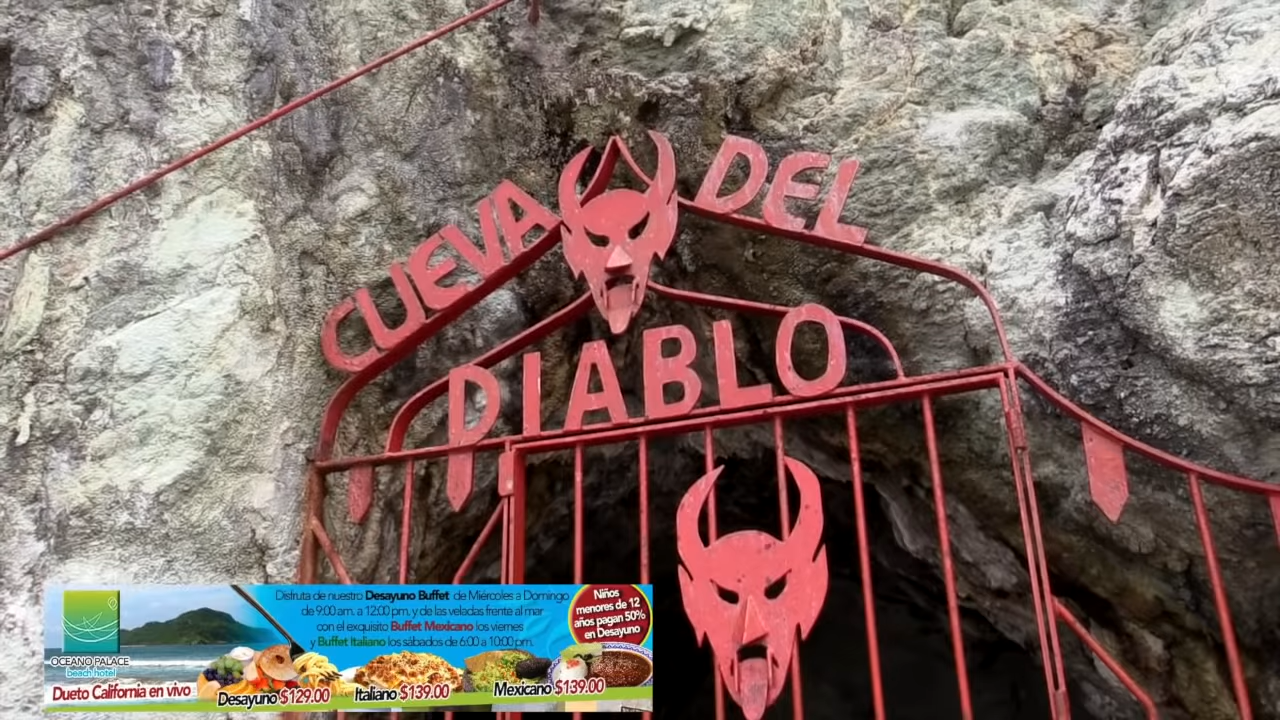 CUEVA DEL
DIABLO
Disfruta de nuestro Desayuno Buffet de Miércoles a Domingo
de 9:00 am. a 12:00 pm. y de las veladas frente al mar
con el exquisito Buffet Mexicano los viernes
y Buffet Italiano los sábados de 6:00 a 10:00 pm.
Niños
menores de 12
años pagan 50%
en Desayuno
OCEANO PALACE
beach hotel
Dueto California en vivo
Desayuno $129.00
Italiano $139.00
Mexicano $139.00